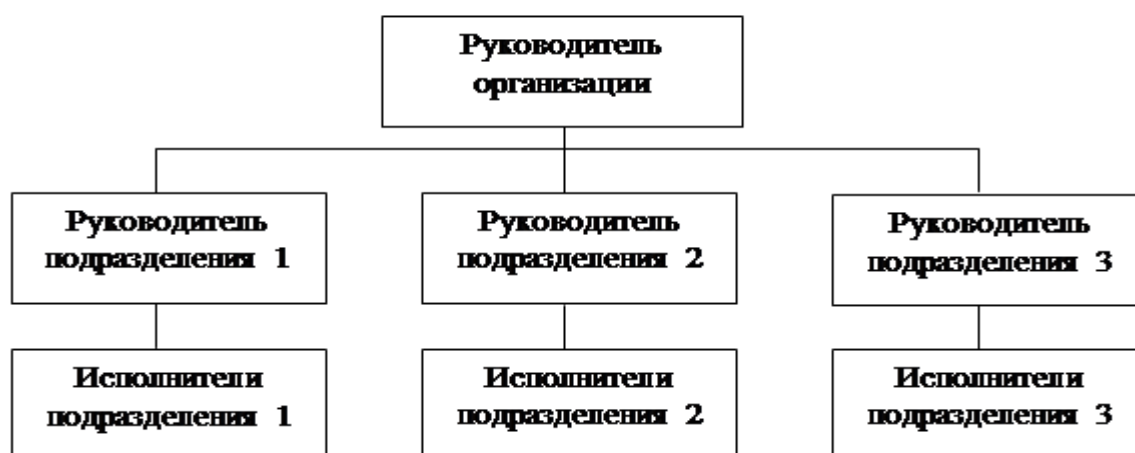 Руководитель
организации
Руководитель
подразделения 1
Руководитель
подразделения 2
Руководитель
подразделения 3
Исполнители
подразделения 1
Исполнители
подразделения 2
Исполнители
подразделения 3